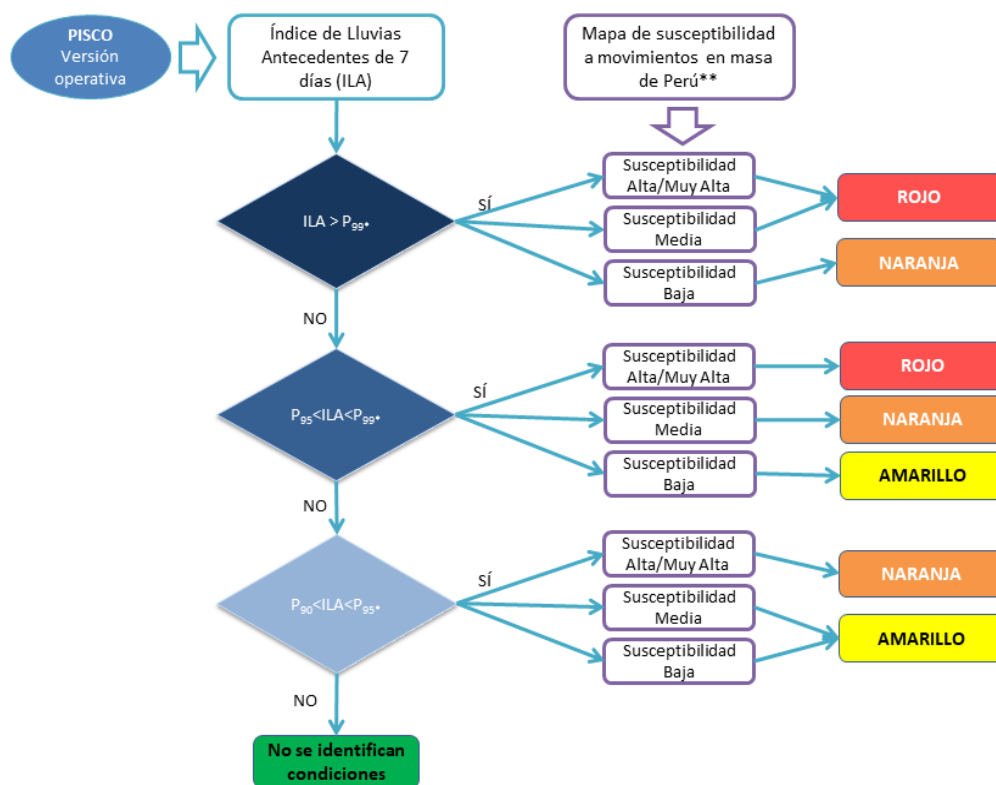 PISCO
Versión
operativa
Índice de Lluvias
Antecedentes de 7
días (ILA)
Mapa de susceptibilidad
a movimientos en masa
de Perú**
ILA > P99*
SÍ
Susceptibilidad
Alta/Muy Alta
Susceptibilidad
Media
Susceptibilidad
Baja
ROJO
NARANJA
NO
P95<ILA<P99*
SÍ
Susceptibilidad
Alta/Muy Alta
Susceptibilidad
Media
Susceptibilidad
Baja
ROJO
NARANJA
AMARILLO
NO
P90<ILA<P95*
SÍ
Susceptibilidad
Alta/Muy Alta
Susceptibilidad
Media
Susceptibilidad
Baja
NARANJA
AMARILLO
NO
No se identifican
condiciones